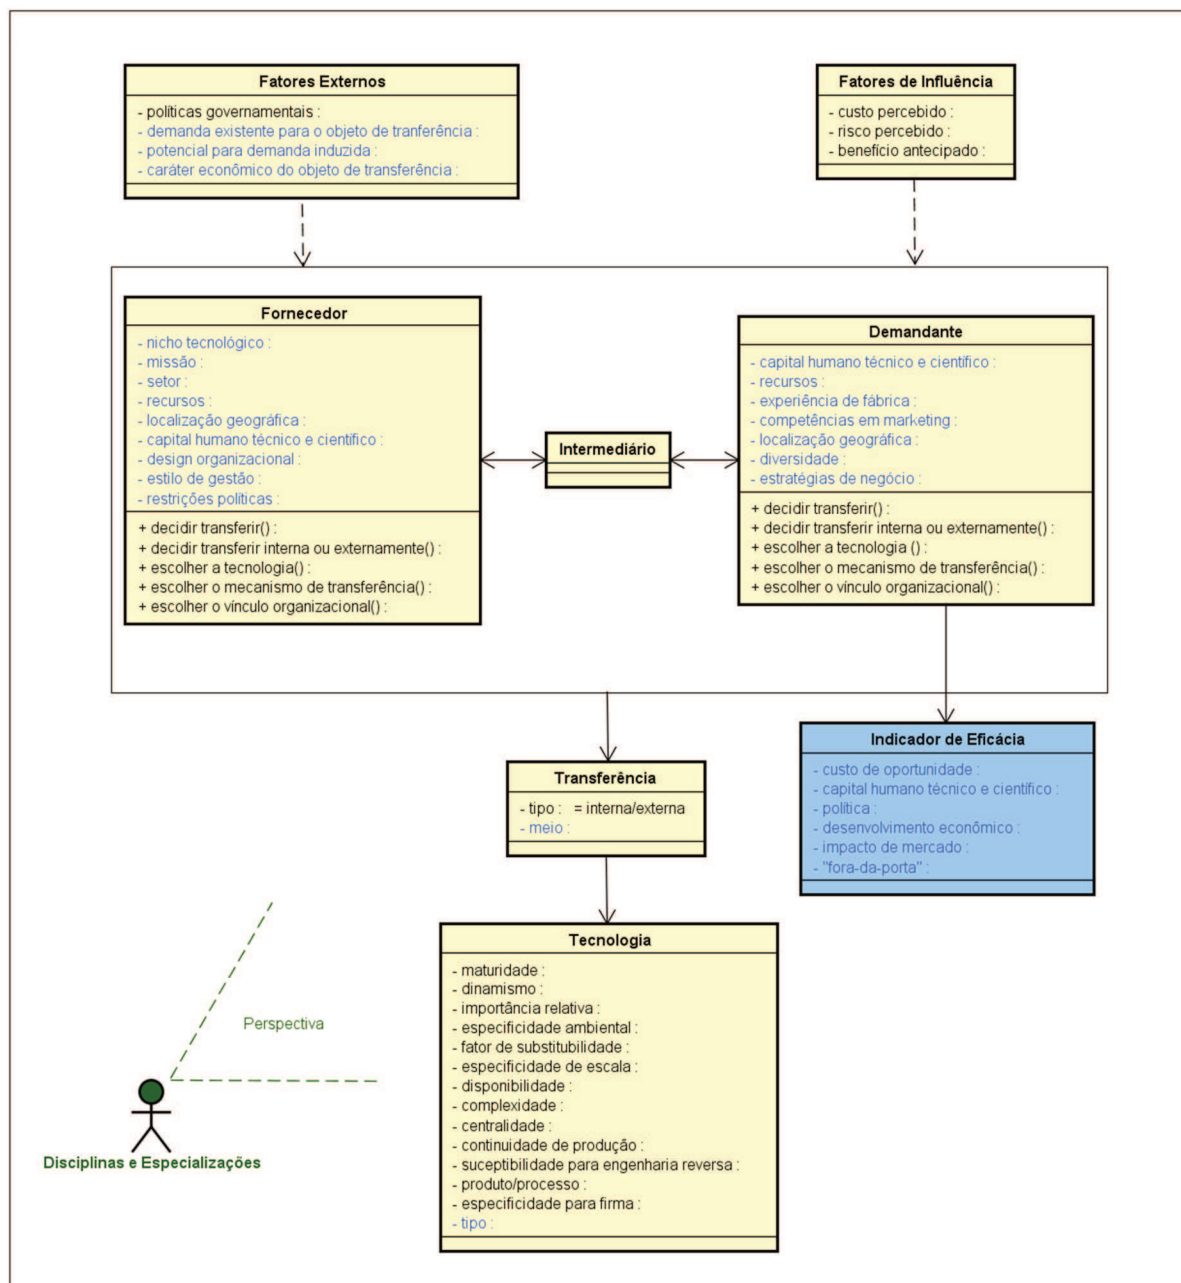 Fatores Externos
- políticas governamentais :
- demanda existente para o objeto de tranferência :
- potencial para demanda induzida :
- caráter econômico do objeto de transferência :
Fatores de Influência
- custo percebido :
- risco percebido :
- benefício antecipado :
Fornecedor
- nicho tecnológico :
- missão :
- setor :
- recursos :
- localização geográfica :
- capital humano técnico e científico :
- design organizacional :
- estilo de gestão :
- restrições políticas :
+ decidir transferir() :
+ decidir transferir interna ou externamente() :
+ escolher a tecnologia() :
+ escolher o mecanismo de transferência() :
+ escolher o vínculo organizacional() :
Intermediário
Demandante
- capital humano técnico e científico :
- recursos :
- experiência de fábrica :
- competências em marketing :
- localização geográfica :
- diversidade :
- estratégias de negócio :
+ decidir transferir() :
+ decidir transferir interna ou externamente() :
+ escolher a tecnologia () :
+ escolher o mecanismo de transferência() :
+ escolher o vínculo organizacional() :
Transferência
- tipo : = interna/externa
- meio :
Indicador de Eficácia
- custo de oportunidade :
- capital humano técnico e científico :
- política :
- desenvolvimento econômico :
- impacto de mercado :
- "fora-da-porta" :
Tecnologia
- maturidade :
- dinamismo :
- importância relativa :
- especificidade ambiental :
- fator de substubilidade :
- especificidade de escala :
- disponibilidade :
- complexidade :
- centralidade :
- continuidade de produção :
- suceptibilidade para engenharia reversa :
- produto/processo :
- especificidade para firma :
- tipo :
Perspectiva
Disciplinas e Especializações